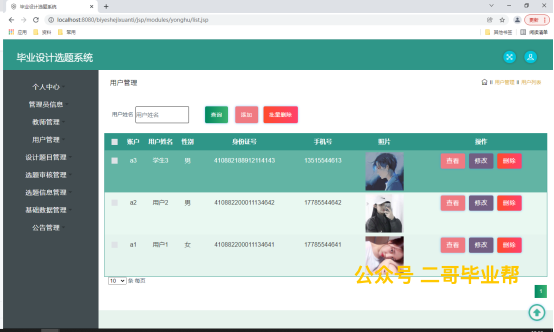 毕业设计选题系统
localhost:8080/biyeshejixuanti/jsp/modules/yonghu/list.jsp
应用 资料 常用 其他书签 阅读清单
毕业设计选题系统
个人中心
管理员信息
教师管理
用户管理
设计题目管理
选题审核管理
选题信息管理
基础数据管理
公告管理
用户管理
用户管理 用户列表
用户姓名 用户姓名 查询 添加 批量删除
账户 用户姓名 性别 身份证号 手机号 照片 操作
a3 学生3 男 410882188912114143 13515544613 查看 修改 删除
a2 用户2 男 410882200011134642 17785544642 查看 修改 删除
a1 用户1 女 410882200011134641 17785544641 查看 修改 删除
公众号 二哥毕业帮
10 条 每页
1